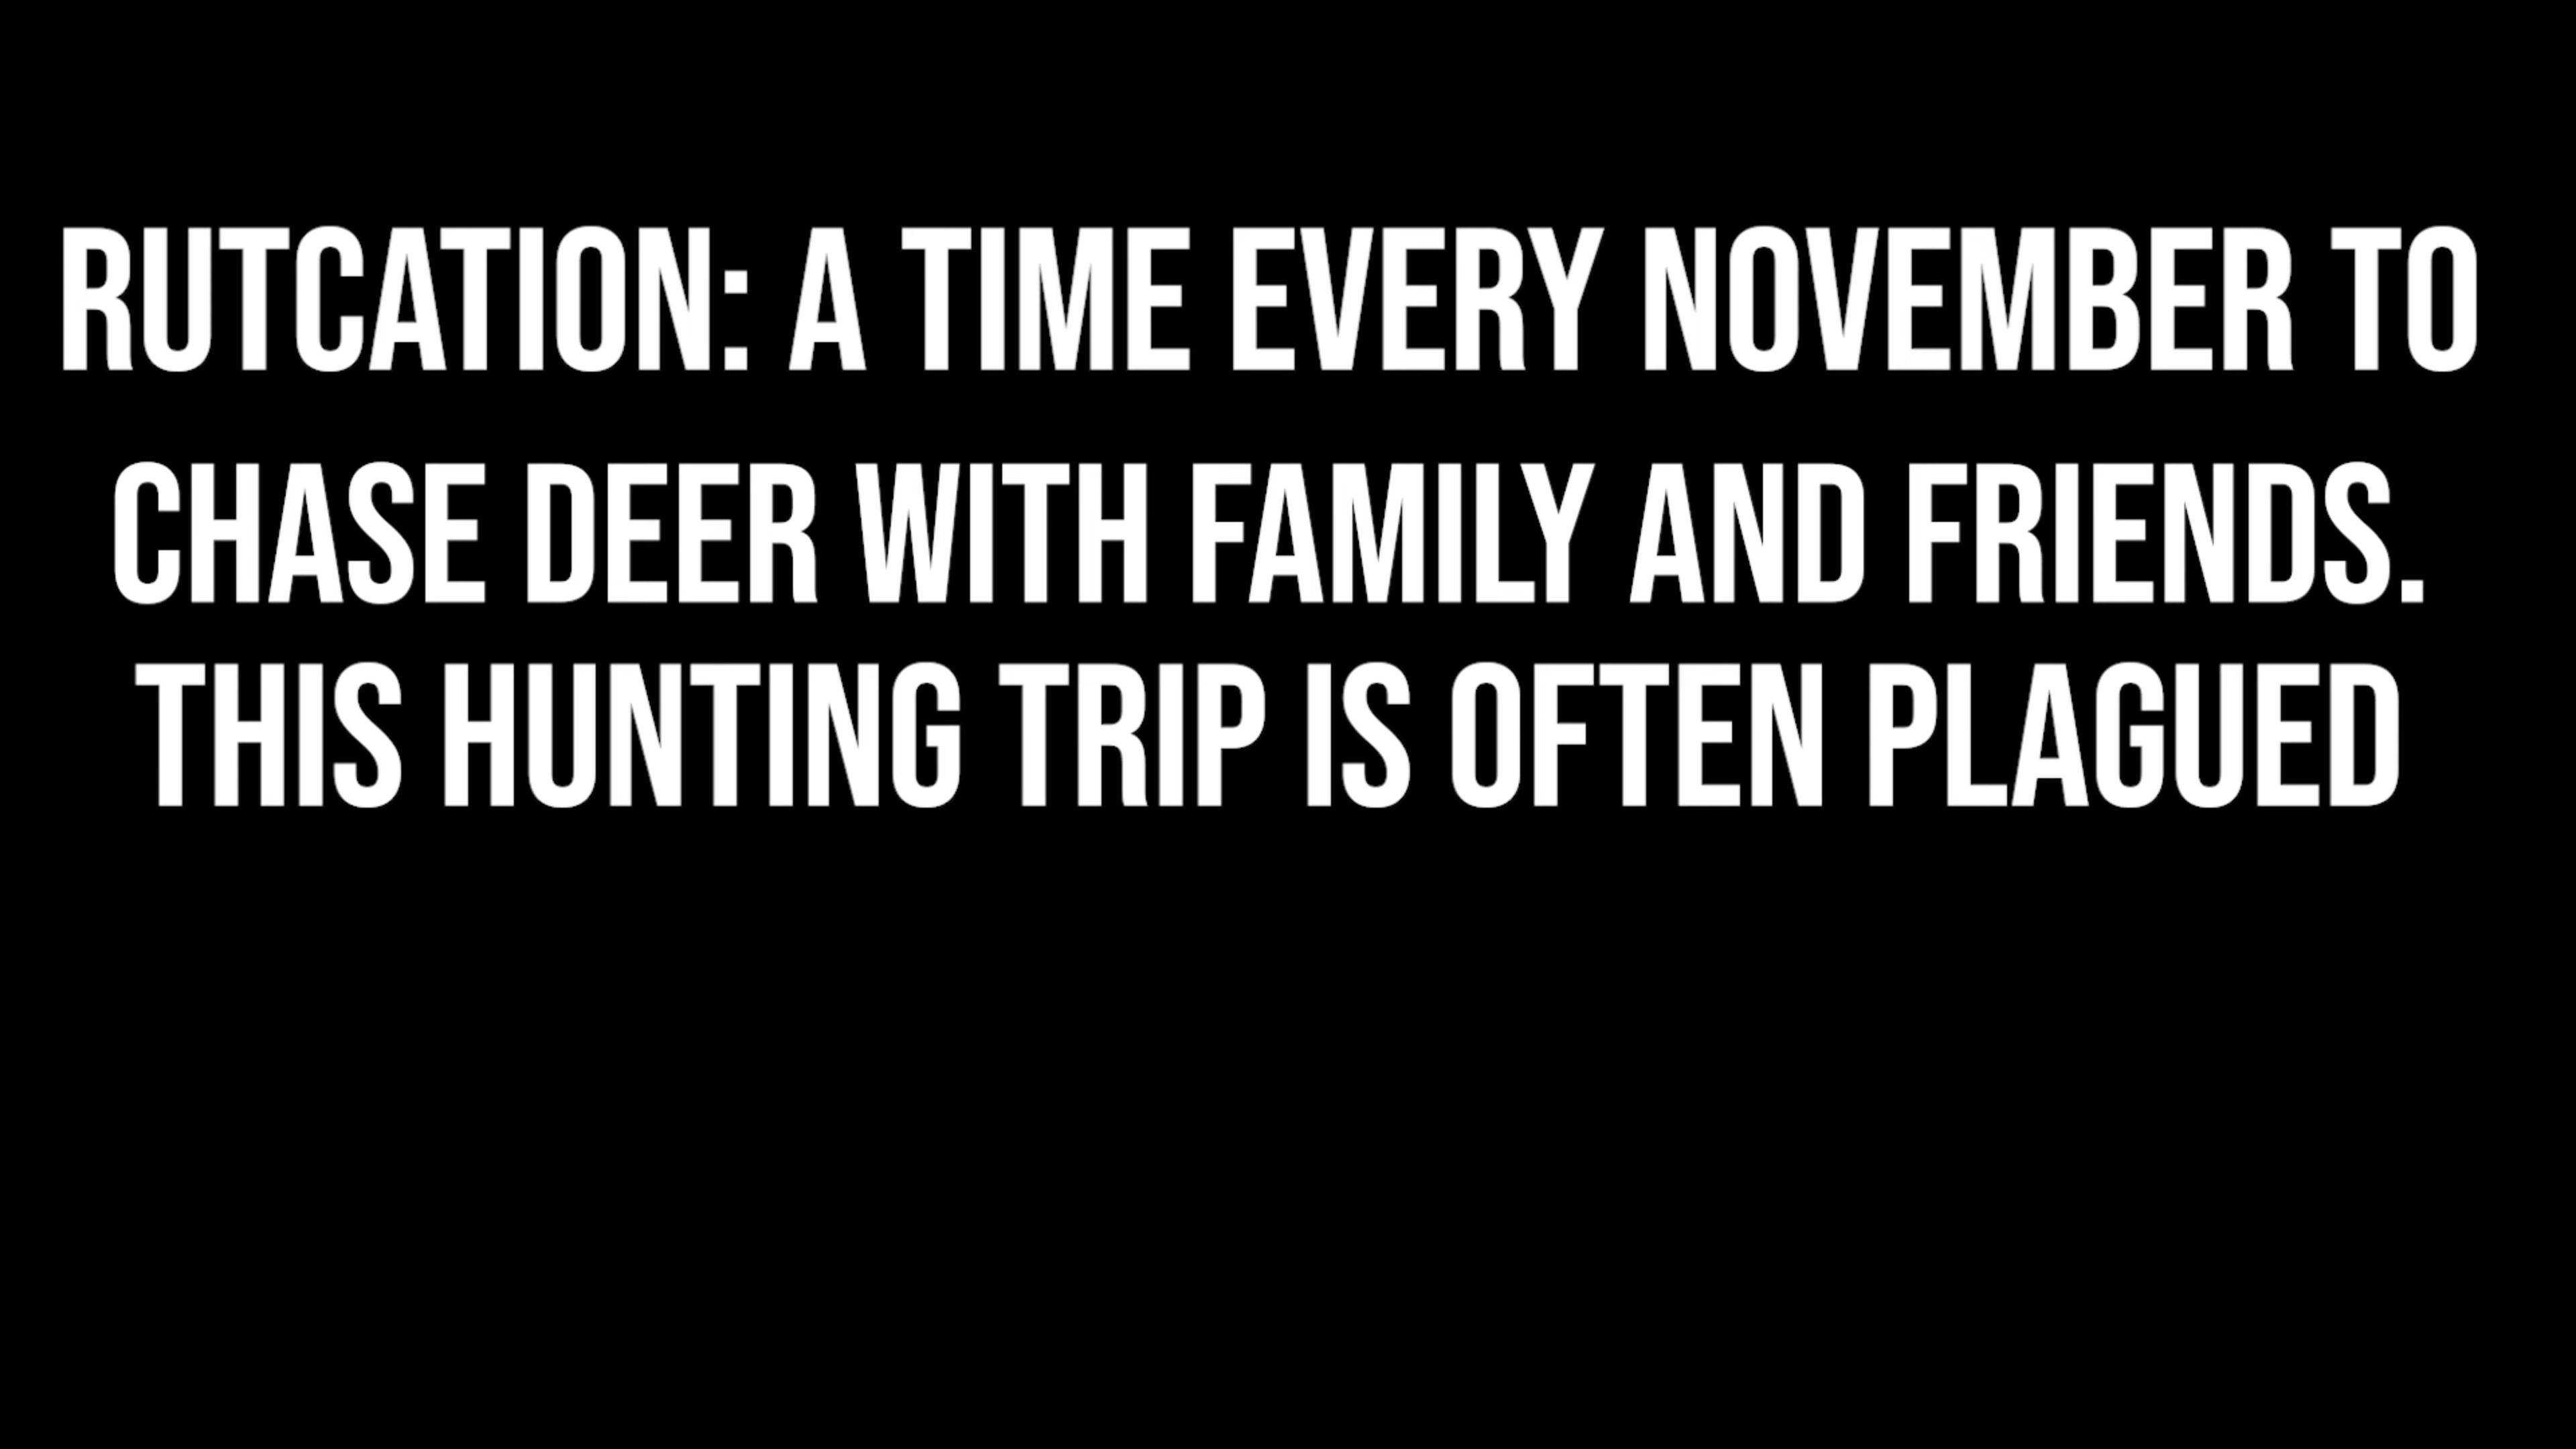 RUTCATION: A TIME EVERY NOVEMBER TO
CHASE DEER WITH FAMILY AND FRIENDS.
THIS HUNTING TRIP IS OFTEN PLAGUED